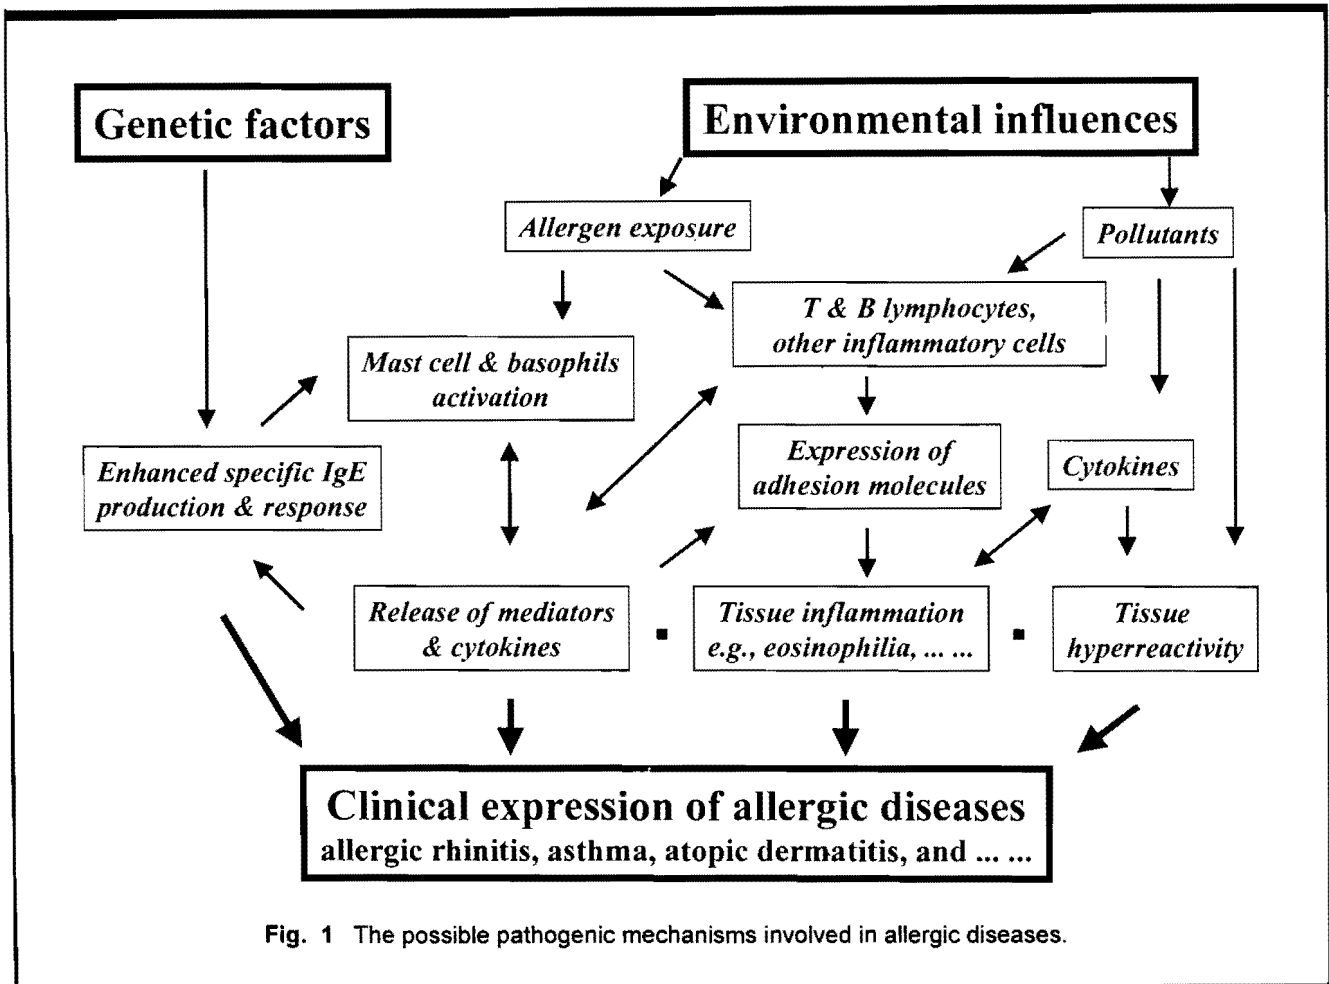 Genetic factors
Environmental influences
Allergen exposure
Pollutants
T & B lymphocytes,
other inflammatory cells
Mast cell & basophils
activation
Enhanced specific IgE
production & response
Expression of
adhesion molecules
Cytokines
Release of mediators
& cytokines
Tissue inflammation
e.g., eosinophilia, ... ...
Tissue
hyperreactivity
Clinical expression of allergic diseases
allergic rhinitis, asthma, atopic dermatitis, and ... ...
Fig. 1 The possible pathogenic mechanisms involved in allergic diseases.